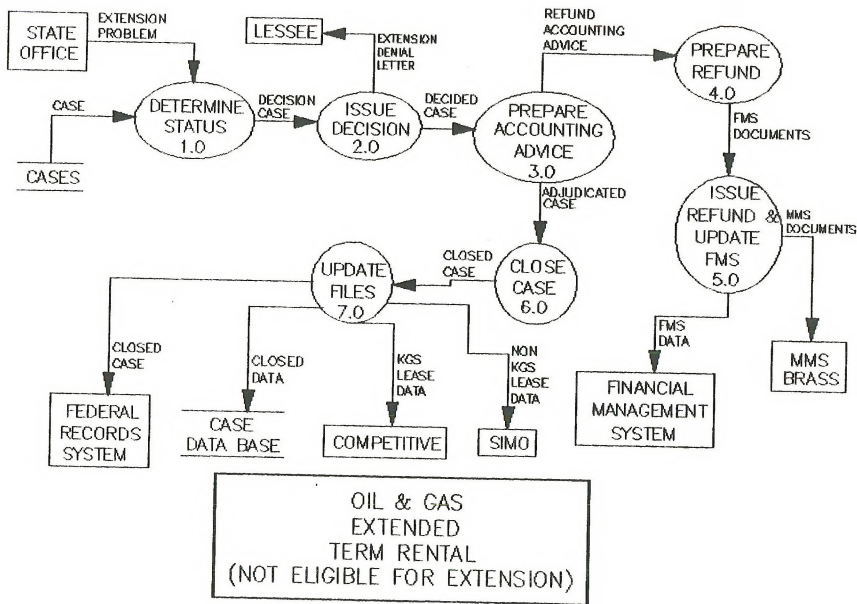 STATE
OFFICE
EXTENSION
PROBLEM
LESSEE
EXTENSION
DENIAL
LETTER
REFUND
ACCOUNTING
ADVICE
PREPARE
REFUND
4.0
CASE
CASES
DETERMINE
STATUS
1.0
DECISION
CASE
ISSUE
DECISION
2.0
DECIDED
CASE
PREPARE
ACCOUNTING
ADVICE
3.0
FMS
DOCUMENTS
ADJUDICATED
CASE
ISSUE
REFUND &
UPDATE
FMS
5.0
MMS
DOCUMENTS
CLOSE
CASE
6.0
CLOSED
CASE
UPDATE
FILES
7.0
CLOSED
CASE
CLOSED
DATA
KGS
LEASE
DATA
NON
KGS
LEASE
DATA
FMS
DATA
FEDERAL
RECORDS
SYSTEM
CASE
DATA BASE
COMPETITIVE
SIMO
FINANCIAL
MANAGEMENT
SYSTEM
MMS
BRASS
OIL & GAS
EXTENDED
TERM RENTAL
(NOT ELIGIBLE FOR EXTENSION)